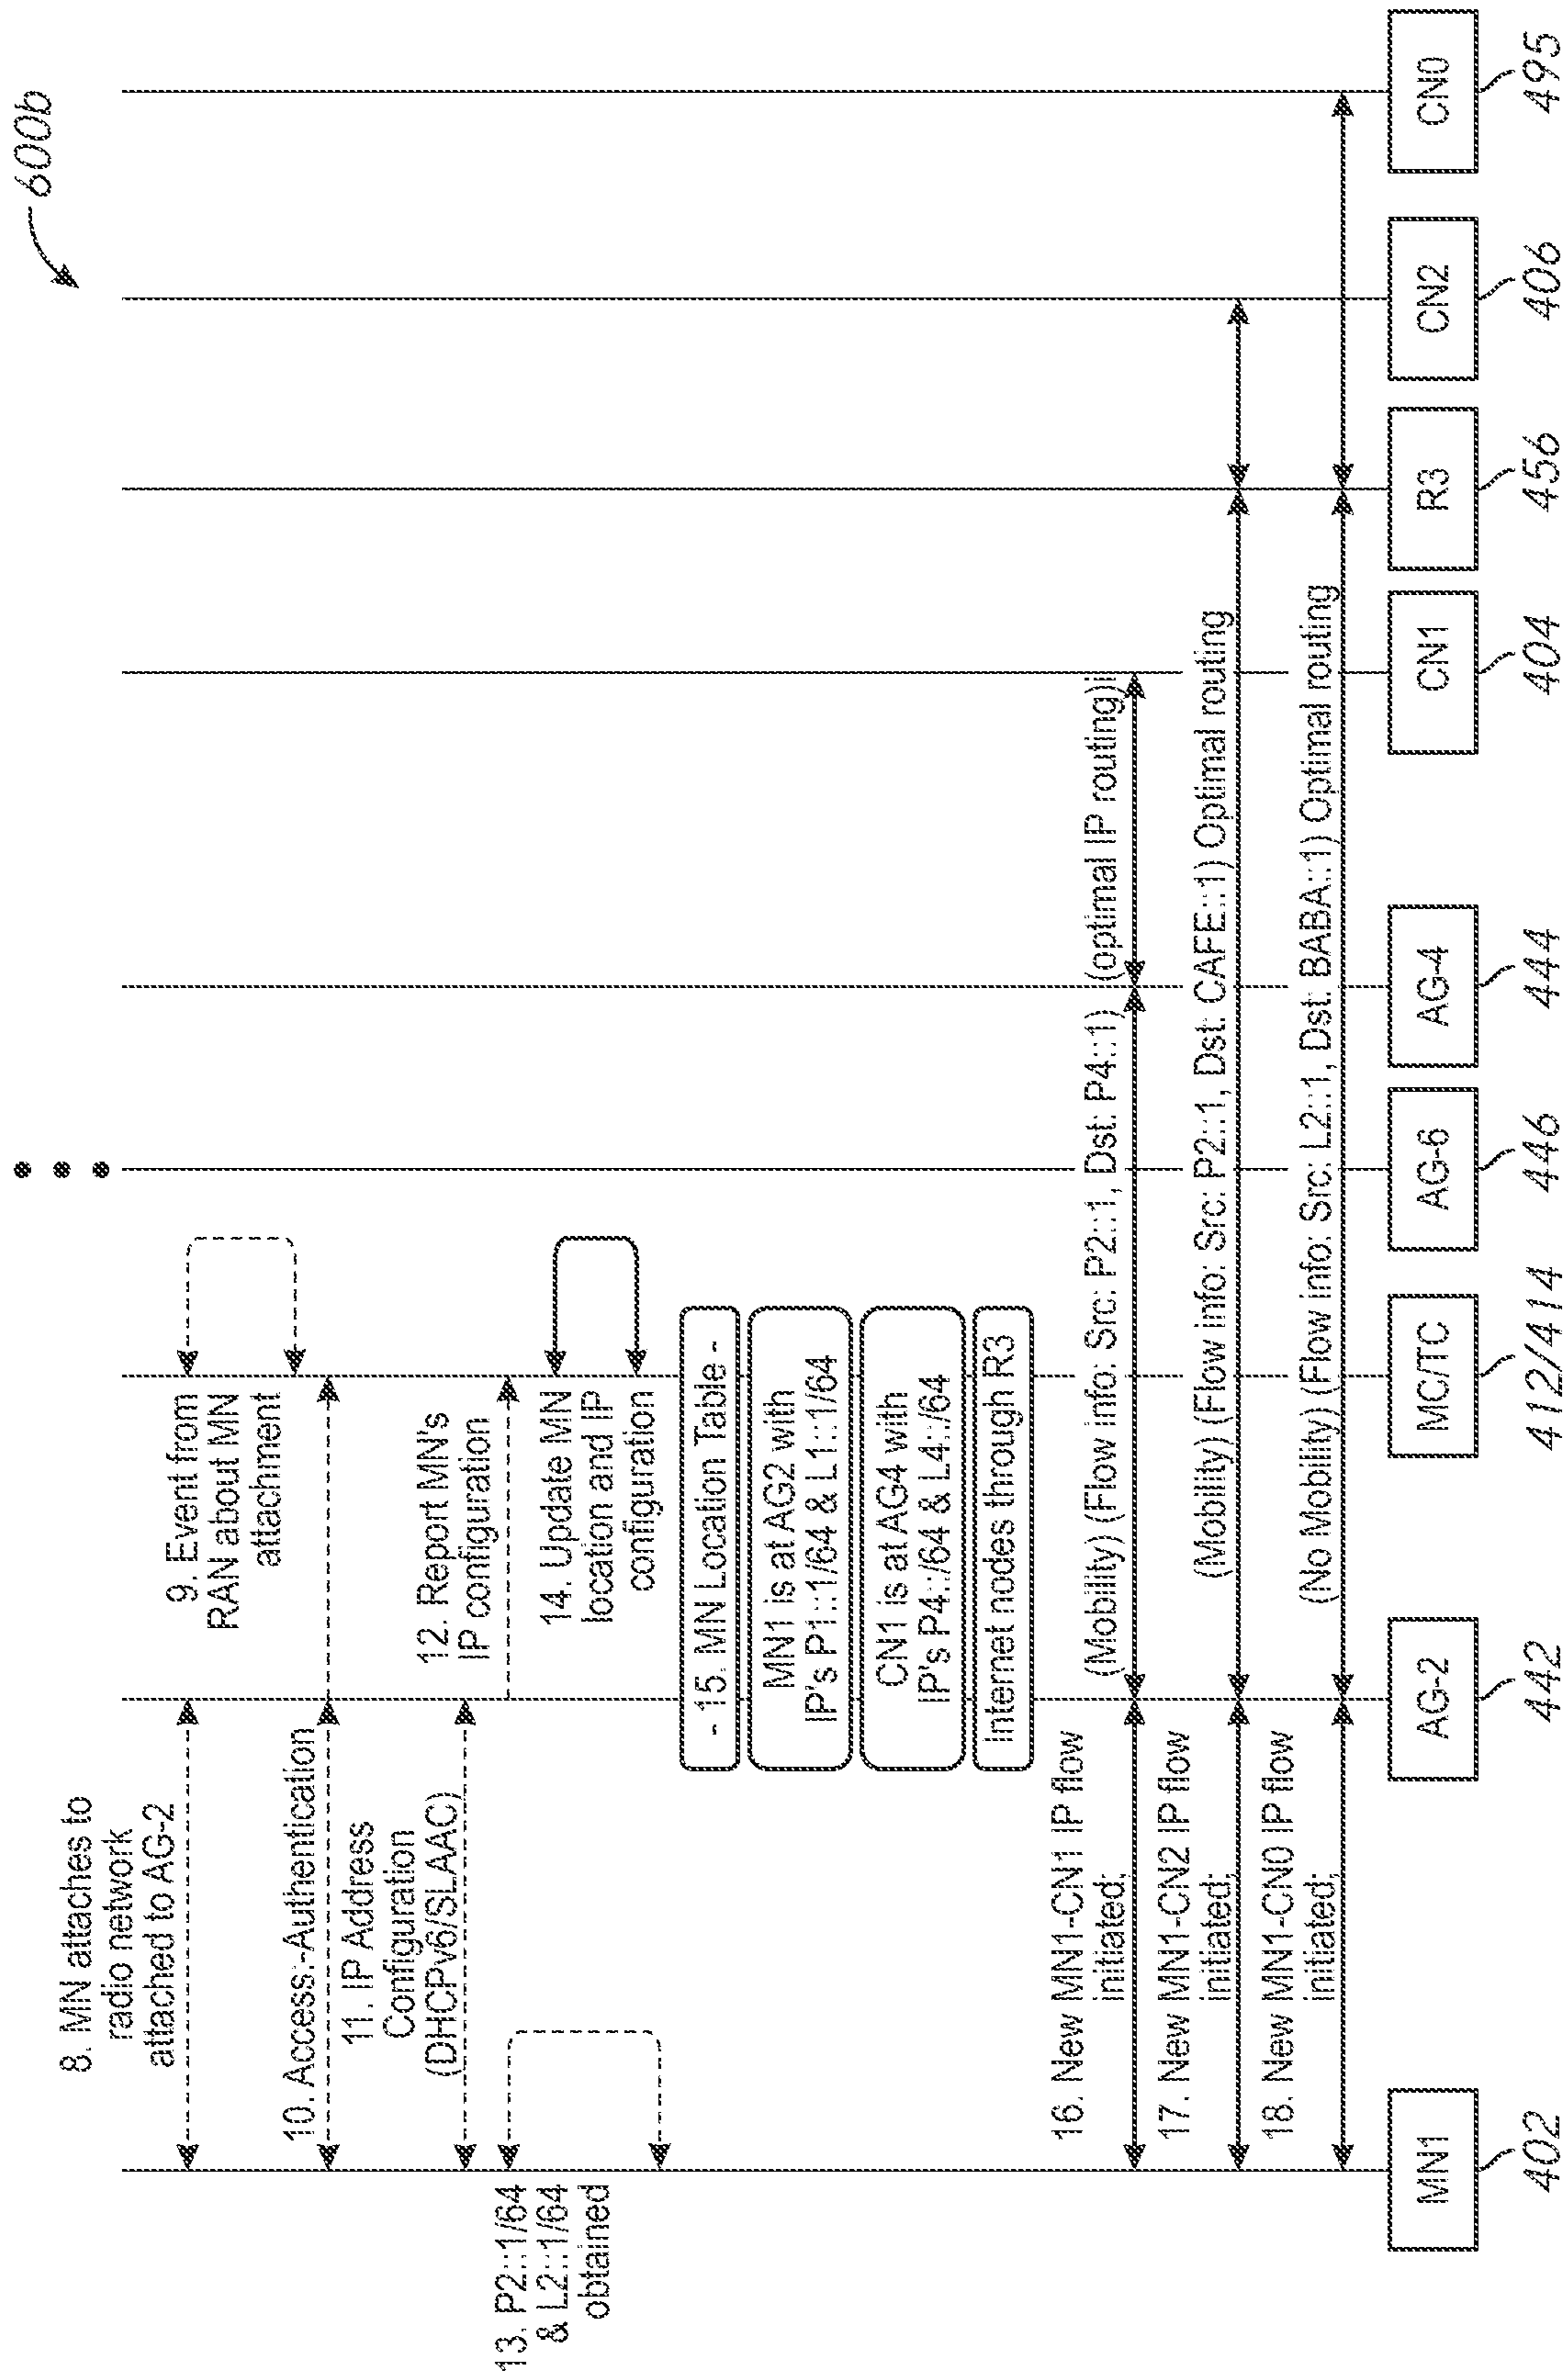 600b
8. MN attaches to
radio network
attached to AG-2
9. Event from
RAN about MN
attachment
10. Access:-Authentication
11. IP Address
Configuration
(DHCPv6/SLAAC)
12. Report MN's
IP configuration
13. P2::1/64
& L2::1/64
obtained
14. Update MN
location and IP
configuration
- 15. MN Location Table -
MN1 is at AG2 with
IP's P1::1/64 & L1::1/64
CN1 is at AG4 with
IP's P4::/64 & L4::/64
Internet nodes through R3
16. New MN1-CN1 IP flow
initiated;
(Mobility) (Flow info: Src: P2::1, Dst: P4::1) (optimal IP routing)
17. New MN1-CN2 IP flow
initiated;
(Mobility) (Flow info: Src: P2::1, Dst: CAFE::1) Optimal routing
18. New MN1-CN0 IP flow
initiated;
(No Mobility) (Flow info: Src: L2::1, Dst: BABA::1) Optimal routing
MN1
AG-2
MC/TC
AG-6
AG-4
CN1
R3
CN2
CN0
402
442
412/414
446
444
404
456
406
495